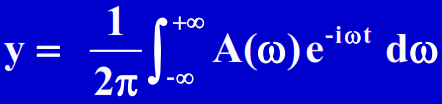 y = 1/2π ∫_{-∞}^{+∞} A(ω) e^{-iωt} dω